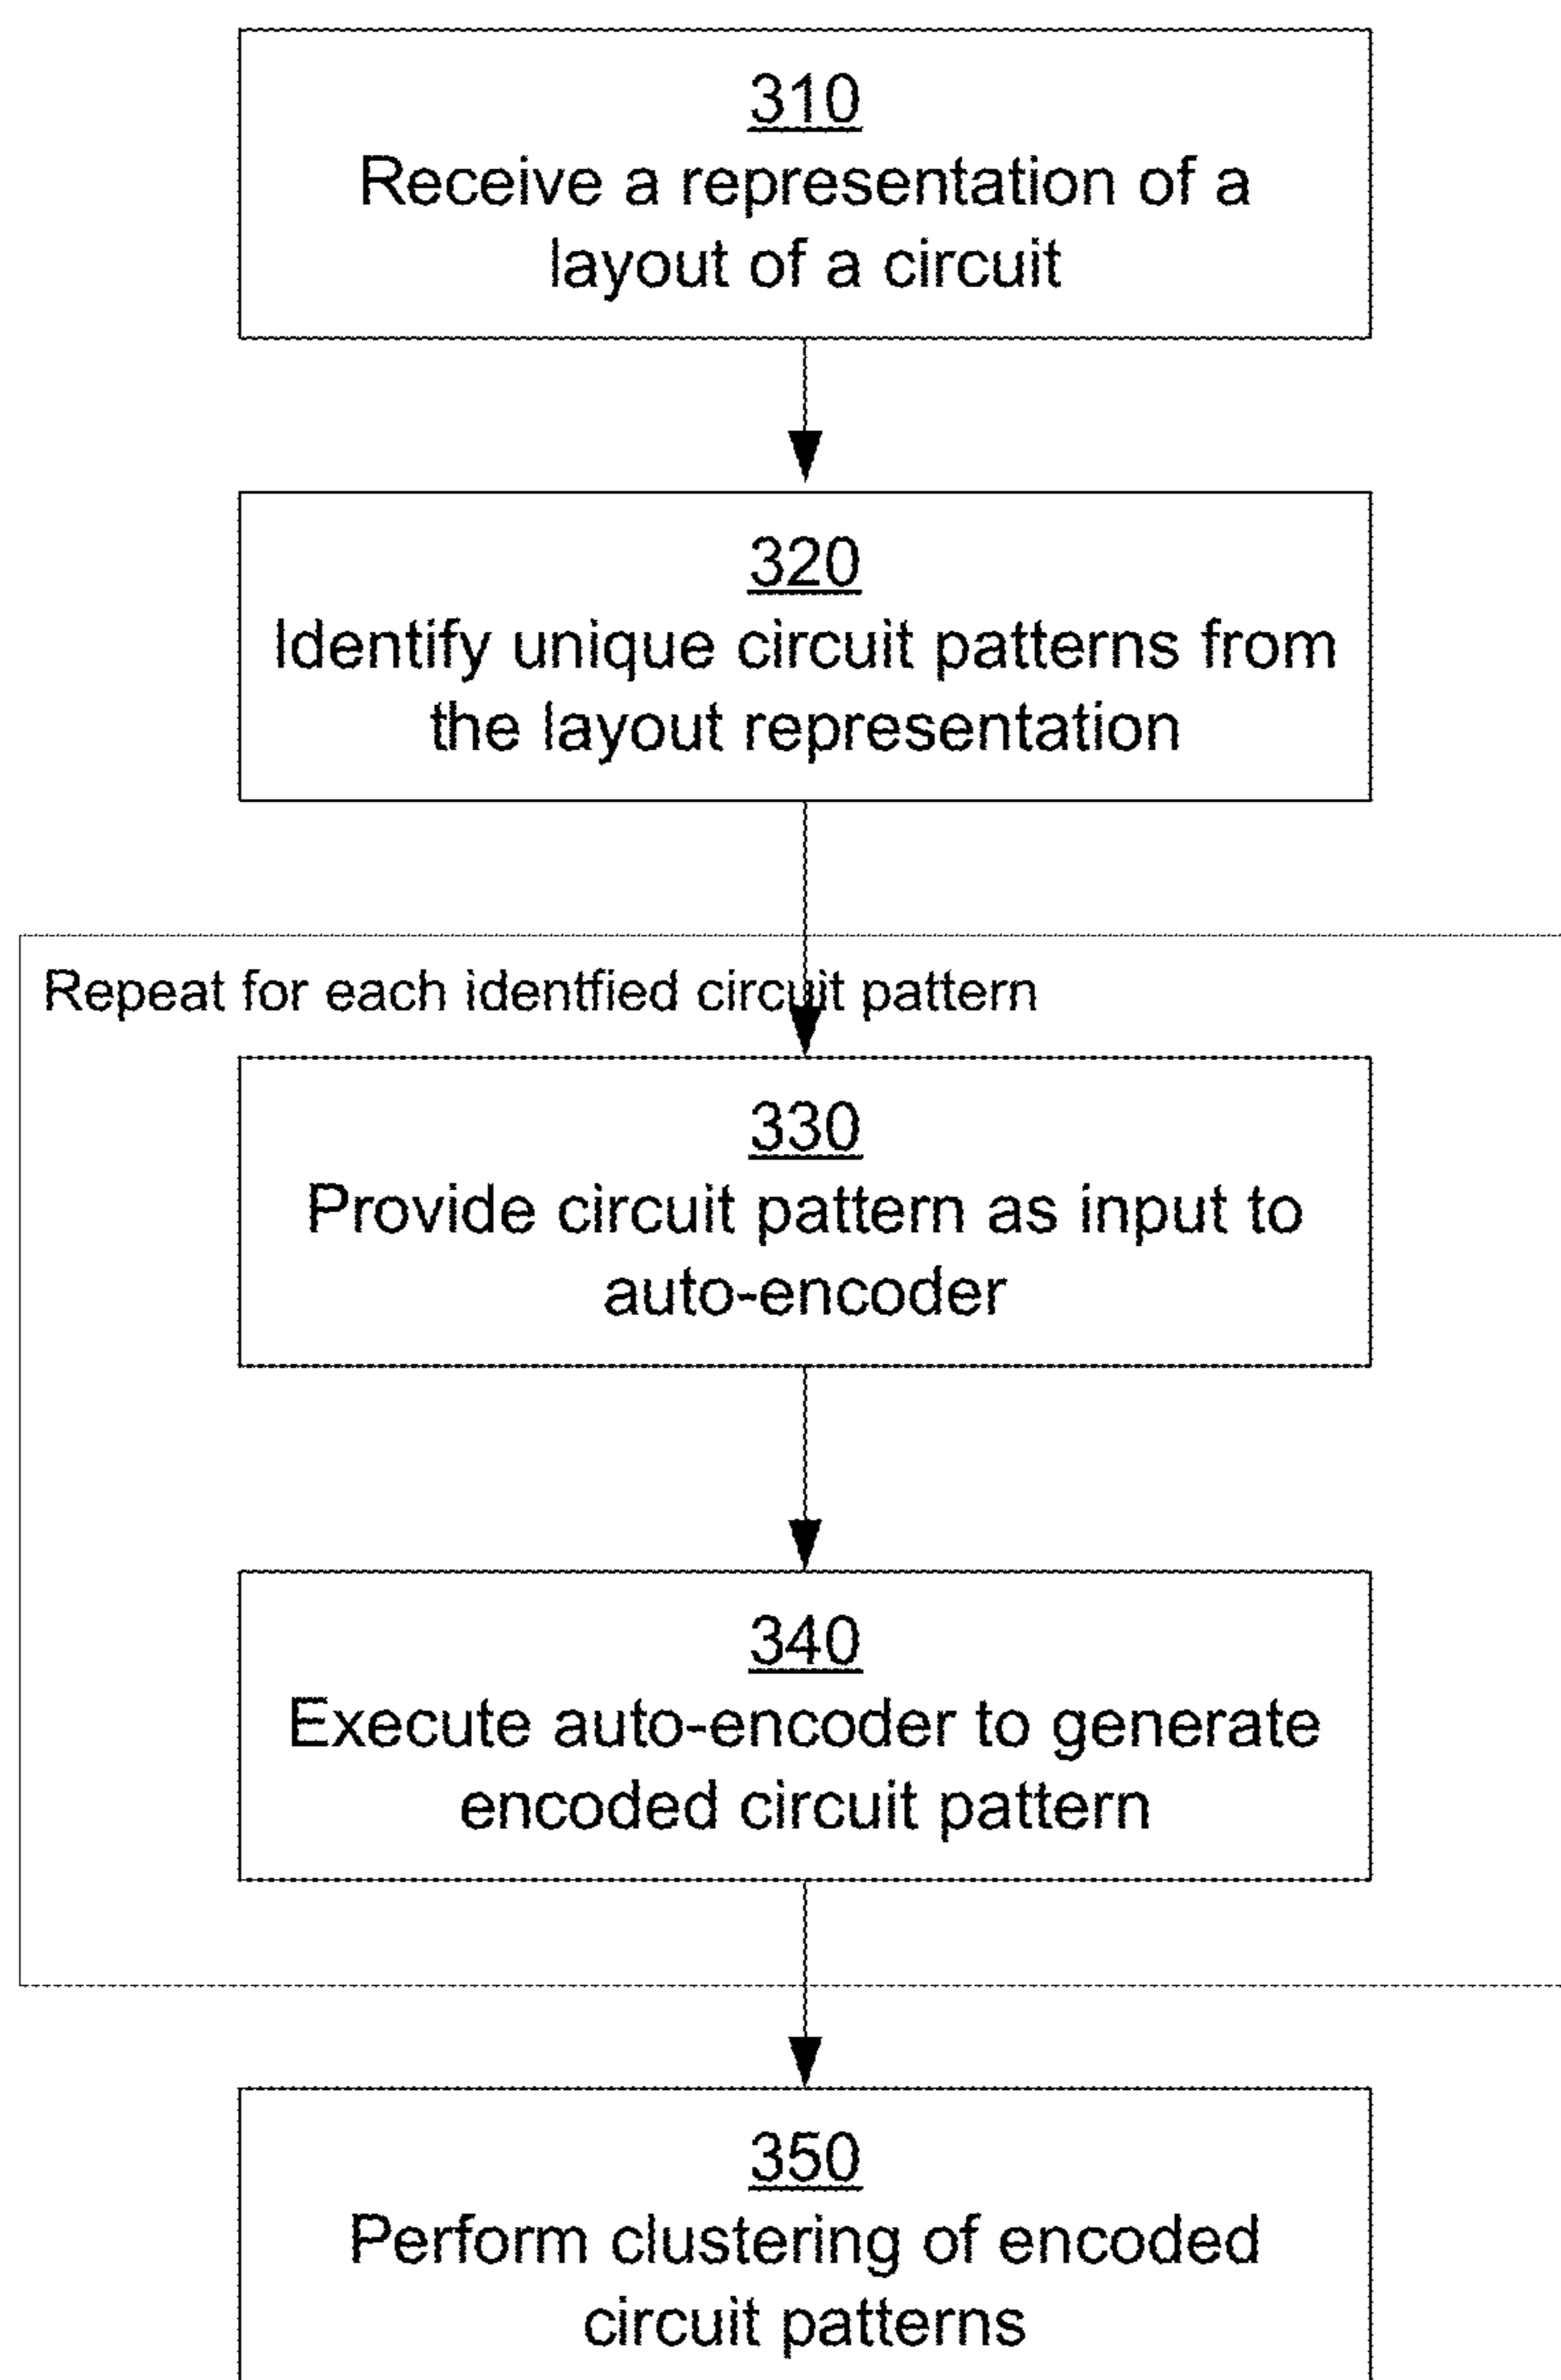 310
Receive a representation of a
layout of a circuit
320
Identify unique circuit patterns from
the layout representation
Repeat for each identfied circuit pattern
330
Provide circuit pattern as input to
auto-encoder
340
Execute auto-encoder to generate
encoded circuit pattern
350
Perform clustering of encoded
circuit patterns